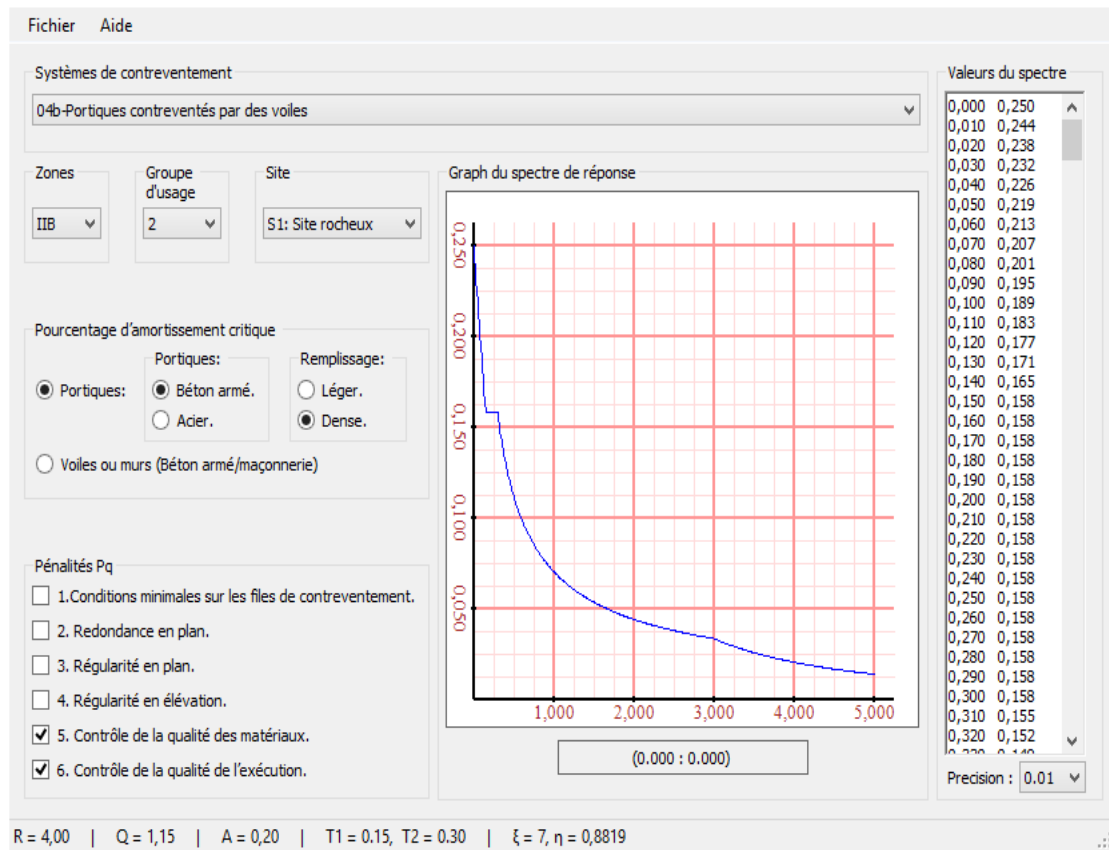 Fichier Aide
Systèmes de contreventement
04b-Portiques contreventés par des voiles
Zones
Groupe
d'usage
Site
IIB
2
S1: Site rocheux
Pourcentage d'amortissement critique
Portiques:
Remplissage:
Portiques:
Béton armé.
Léger.
Acier.
Dense.
Voiles ou murs (Béton armé/maçonnerie)
Pénalités Pq
1.Conditions minimales sur les files de contreventement.
2. Redondance en plan.
3. Régularité en plan.
4. Régularité en élévation.
5. Contrôle de la qualité des matériaux.
6. Contrôle de la qualité de l'exécution.
Graph du spectre de réponse
0,250
0,200
0,150
0,100
0,050
1,000 2,000 3,000 4,000 5,000
(0.000 : 0.000)
Valeurs du spectre
0,000 0,250
0,010 0,244
0,020 0,238
0,030 0,232
0,040 0,226
0,050 0,219
0,060 0,213
0,070 0,207
0,080 0,201
0,090 0,195
0,100 0,189
0,110 0,183
0,120 0,177
0,130 0,171
0,140 0,165
0,150 0,158
0,160 0,158
0,170 0,158
0,180 0,158
0,190 0,158
0,200 0,158
0,210 0,158
0,220 0,158
0,230 0,158
0,240 0,158
0,250 0,158
0,260 0,158
0,270 0,158
0,280 0,158
0,290 0,158
0,300 0,158
0,310 0,155
0,320 0,152
Precision : 0.01
R = 4,00 | Q = 1,15 | A = 0,20 | T1 = 0.15, T2 = 0.30 | ξ = 7, η = 0,8819